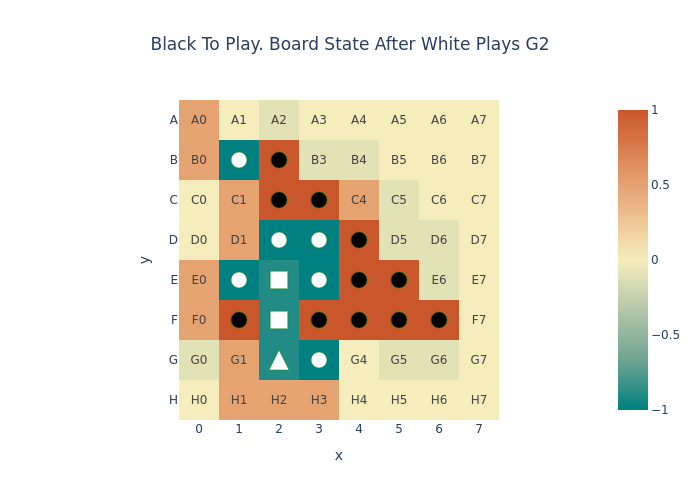 Black To Play. Board State After White Plays G2
A A0 A1 A2 A3 A4 A5 A6 A7
B B0 B3 B4 B5 B6 B7
C C0 C1 C4 C5 C6 C7
D D0 D1 D5 D6 D7
E E0 E6 E7
F F0 F7
G G0 G1 G4 G5 G6 G7
H H0 H1 H2 H3 H4 H5 H6 H7
0 1 2 3 4 5 6 7
x
y
1
0.5
0
−0.5
−1